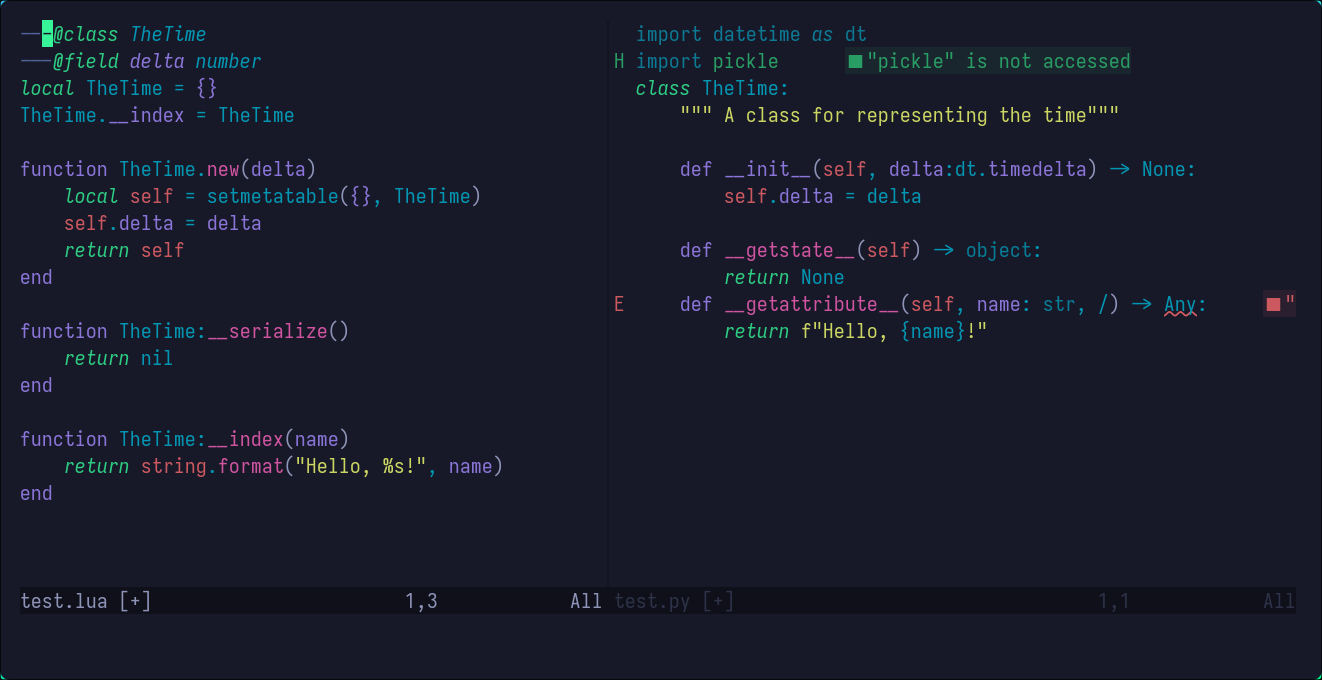 ---@class TheTime
---@field delta number
local TheTime = {}
TheTime.__index = TheTime

function TheTime.new(delta)
    local self = setmetatable({}, TheTime)
    self.delta = delta
    return self
end

function TheTime:__serialize()
    return nil
end

function TheTime:__index(name)
    return string.format("Hello, %s!", name)
end

test.lua [+] 1,3 All

import datetime as dt
H import pickle ■"pickle" is not accessed
class TheTime:
    """ A class for representing the time"""

    def __init__(self, delta:dt.timedelta) -> None:
        self.delta = delta

    def __getstate__(self) -> object:
        return None
E   def __getattribute__(self, name: str, /) -> Any: ■"
        return f"Hello, {name}!"

test.py [+] 1,1 All